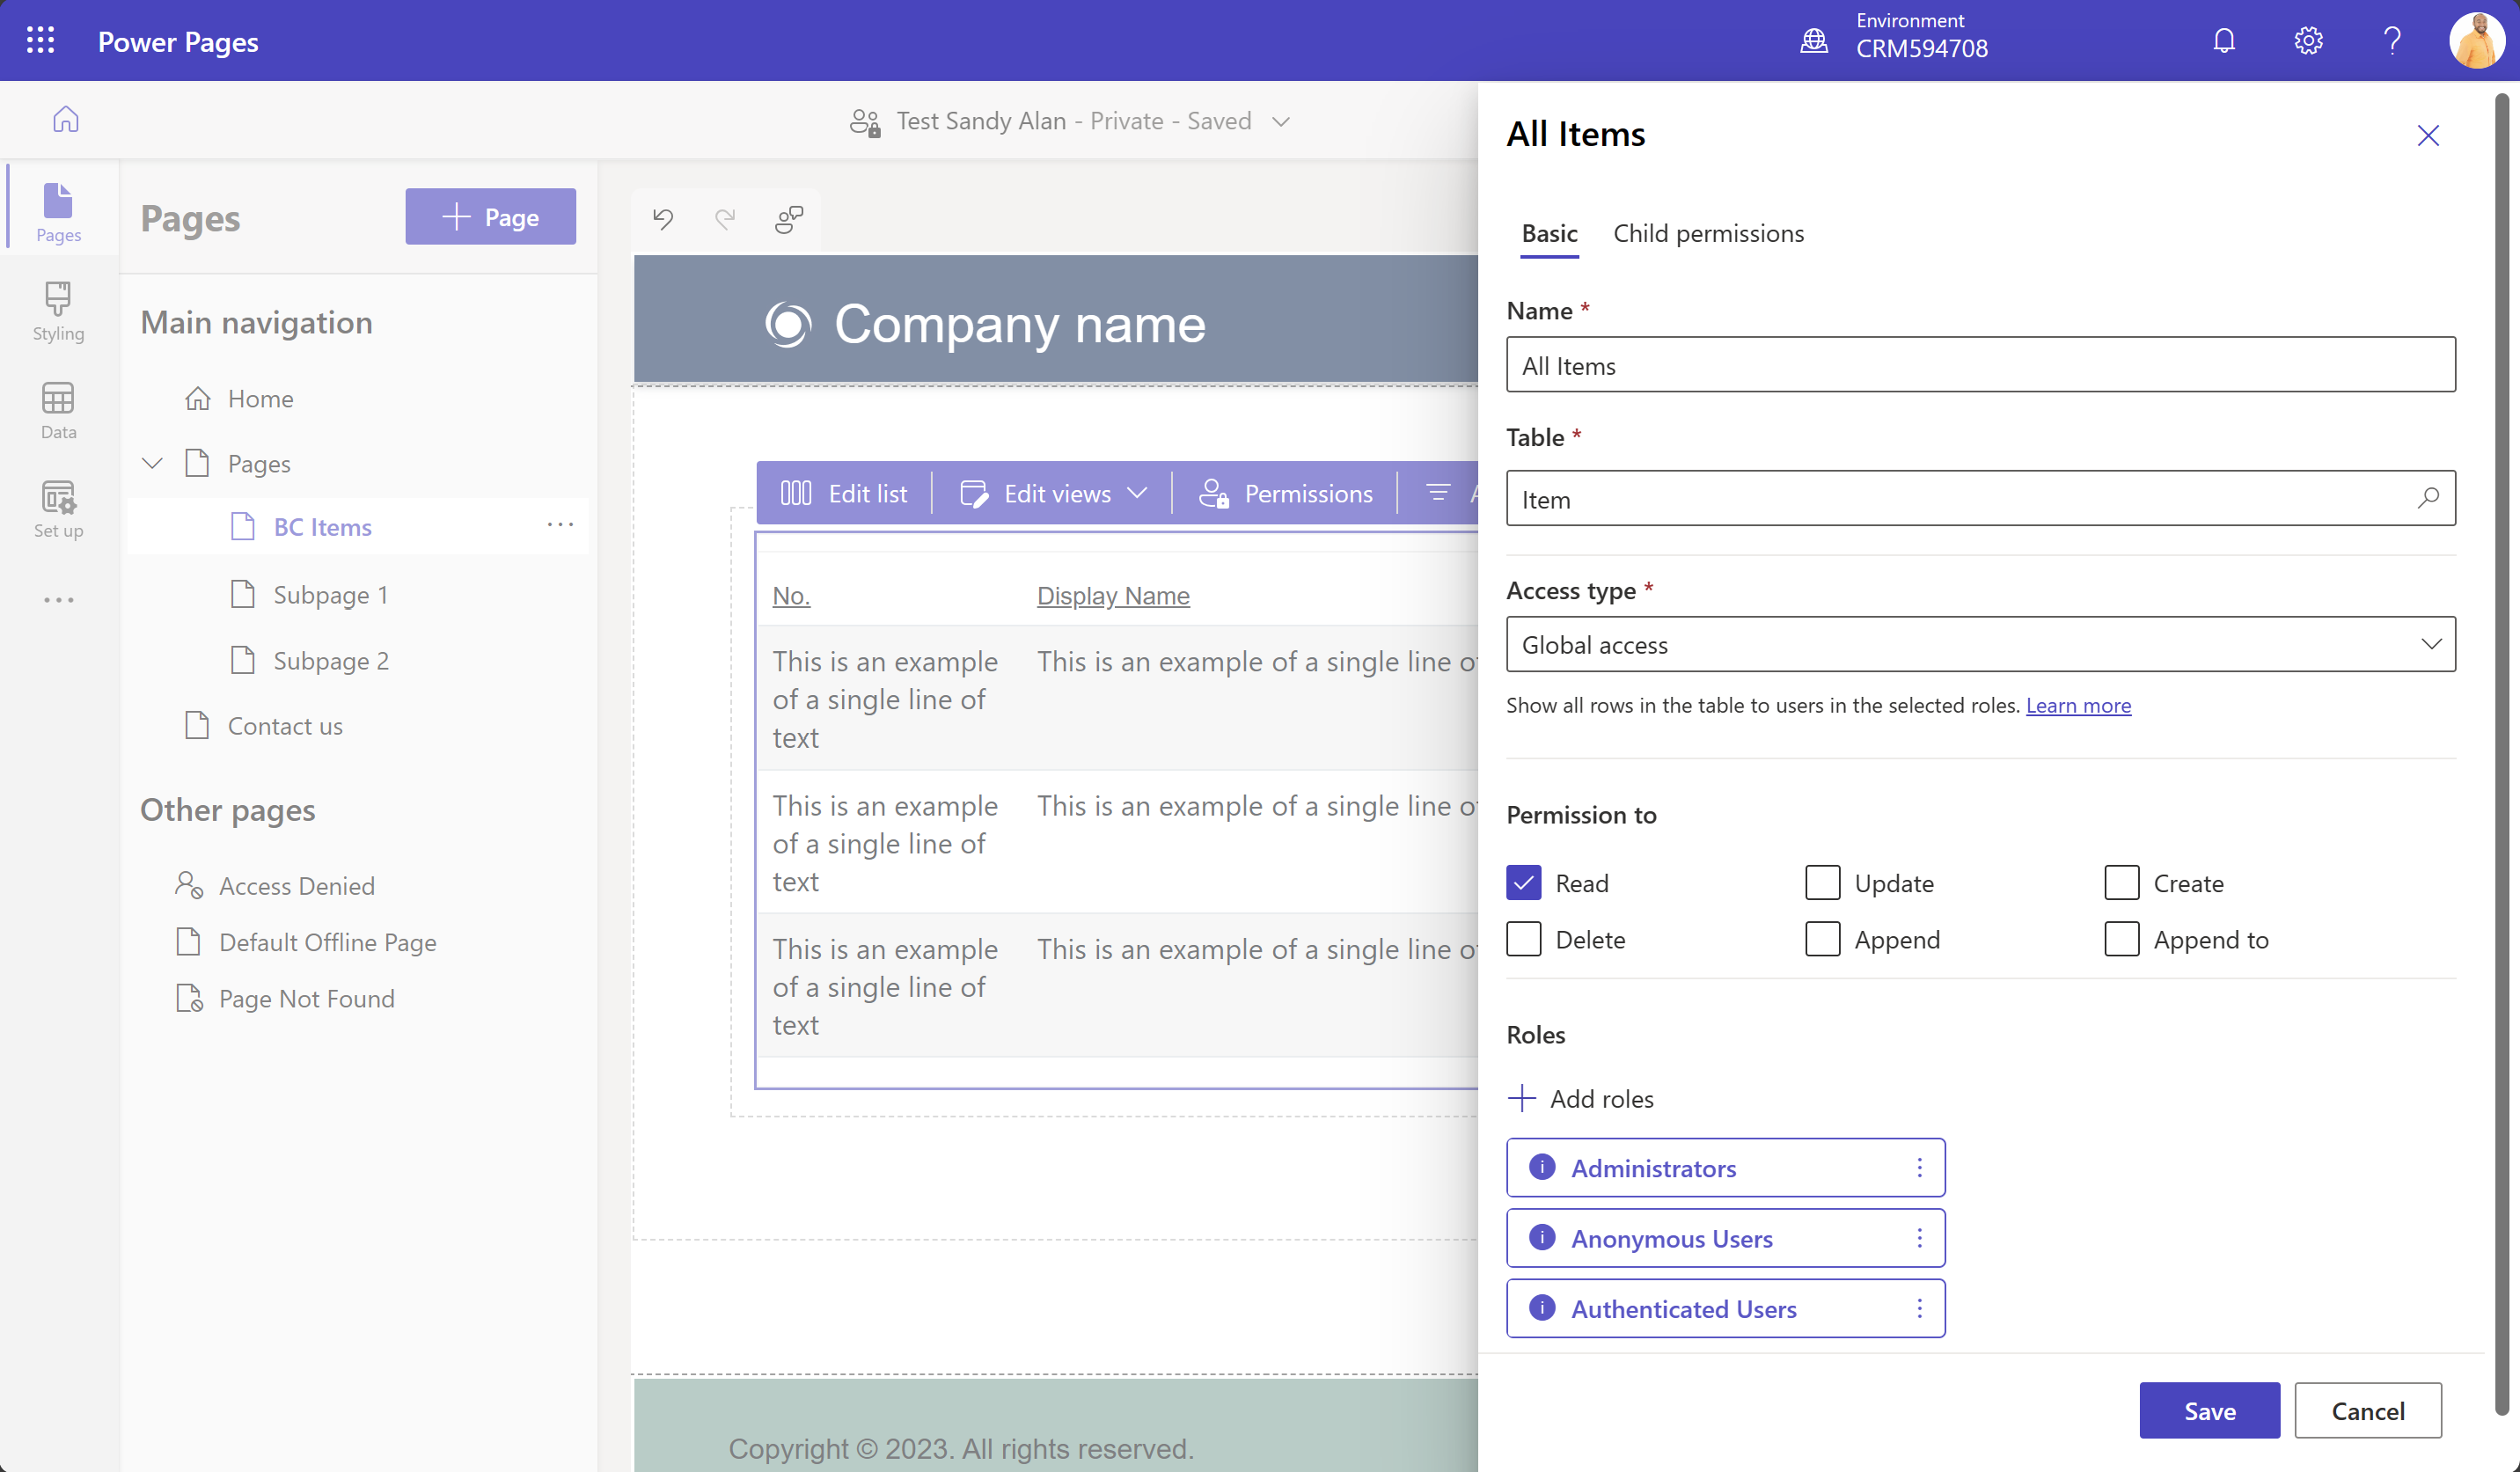 Power Pages
Environment
CRM594708
Test Sandy Alan - Private - Saved
Pages
Styling
Data
Set up
Pages
Page
Main navigation
Home
Pages
BC Items
Subpage 1
Subpage 2
Contact us
Other pages
Access Denied
Default Offline Page
Page Not Found
Company name
Edit list
Edit views
Permissions
No.
Display Name
This is an example
of a single line of
text
This is an example of a single line of
This is an example
of a single line of
text
This is an example of a single line of
This is an example
of a single line of
text
This is an example of a single line of
Copyright © 2023. All rights reserved.
All Items
Basic
Child permissions
Name *
All Items
Table *
Item
Access type *
Global access
Show all rows in the table to users in the selected roles. Learn more
Permission to
Read
Update
Create
Delete
Append
Append to
Roles
Add roles
Administrators
Anonymous Users
Authenticated Users
Save
Cancel